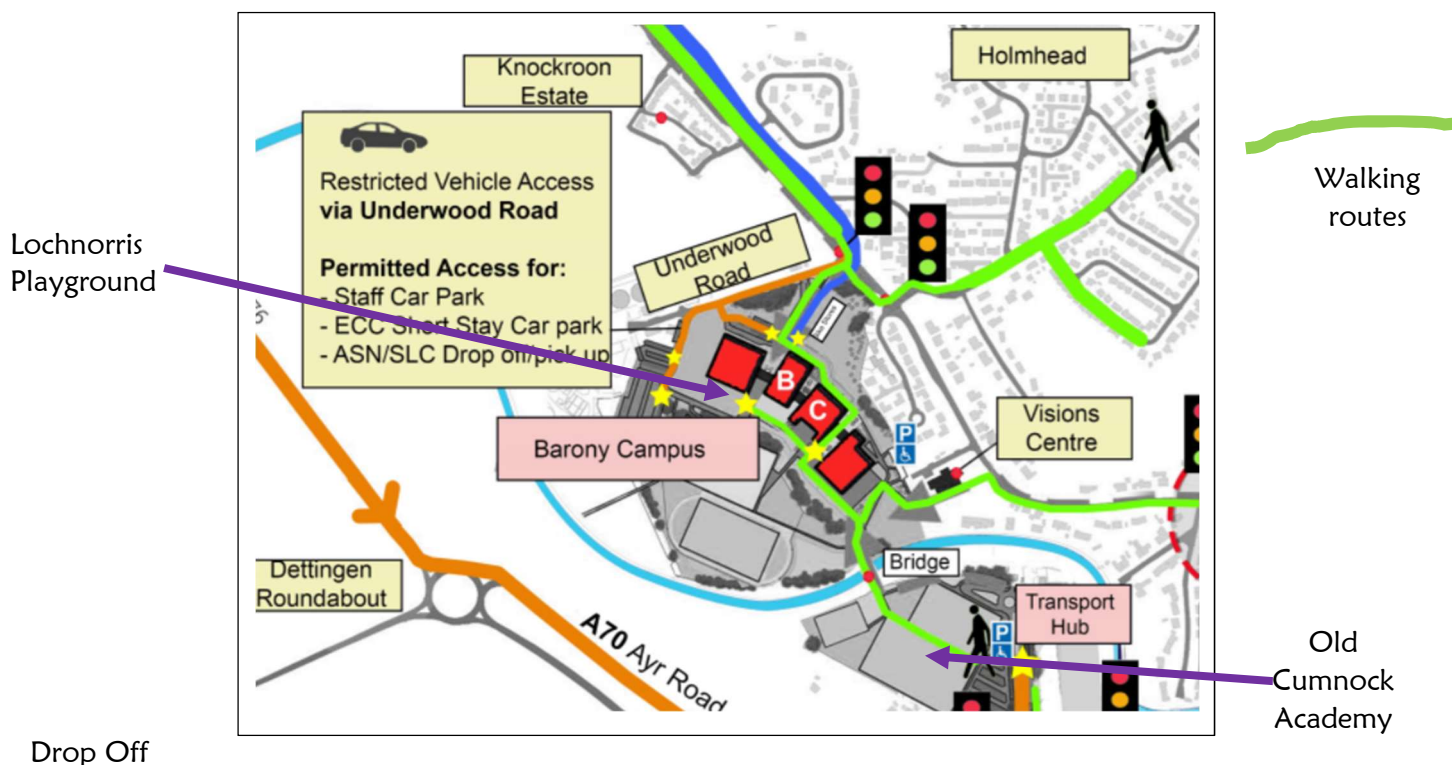 Knockroon
Estate
Holmhead
Restricted Vehicle Access
via Underwood Road
Permitted Access for:
- Staff Car Park
- ECC Short Stay Car park
- ASN/SLC Drop off/pick up
Walking
routes
Lochnorris
Playground
Underwood
Road
B
C
Barony Campus
P
Visions
Centre
Bridge
Dettingen
Roundabout
A70 Ayr Road
Transport
Hub
P
Old
Cumnock
Academy
Drop Off